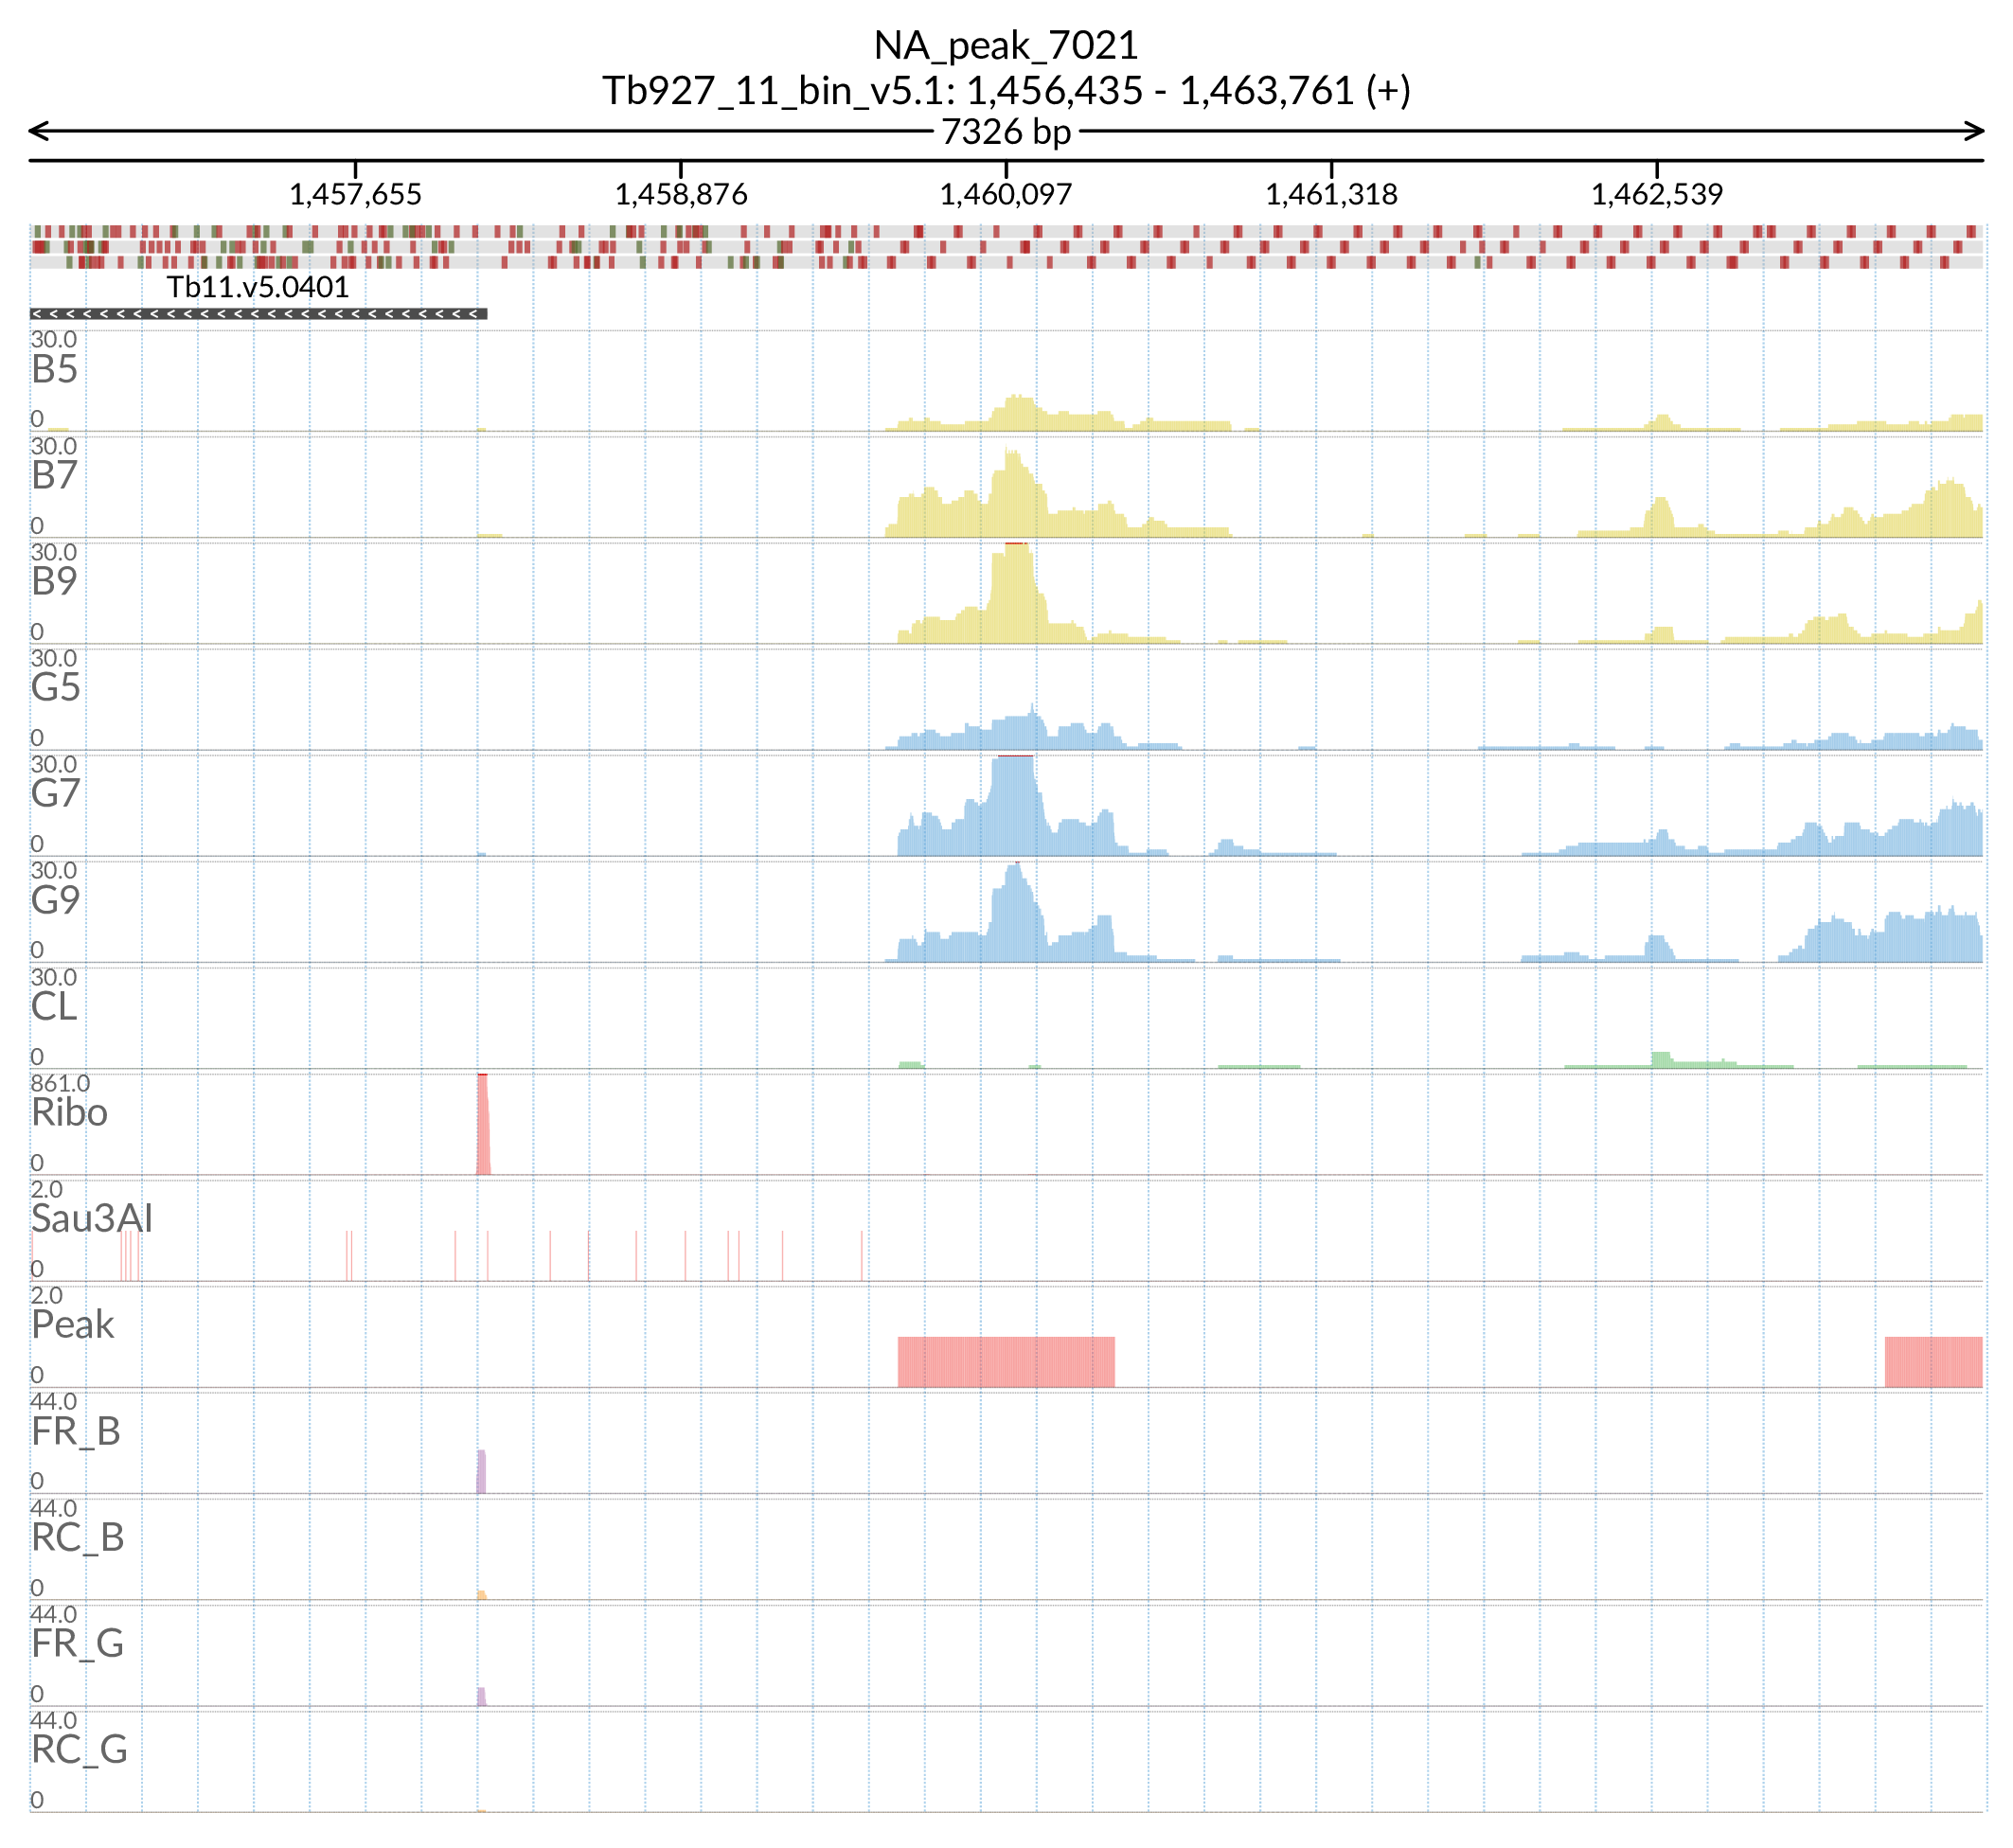 NA_peak_7021
Tb927_11_bin_v5.1: 1,456,435 - 1,463,761 (+)
7326 bp
1,457,655 1,458,876 1,460,097 1,461,318 1,462,539
Tb11.v5.0401
30.0
B5
0
30.0
B7
0
30.0
B9
0
30.0
G5
0
30.0
G7
0
30.0
G9
0
30.0
CL
0
861.0
Ribo
0
2.0
Sau3AI
0
2.0
Peak
0
44.0
FR_B
0
44.0
RC_B
0
44.0
FR_G
0
44.0
RC_G
0